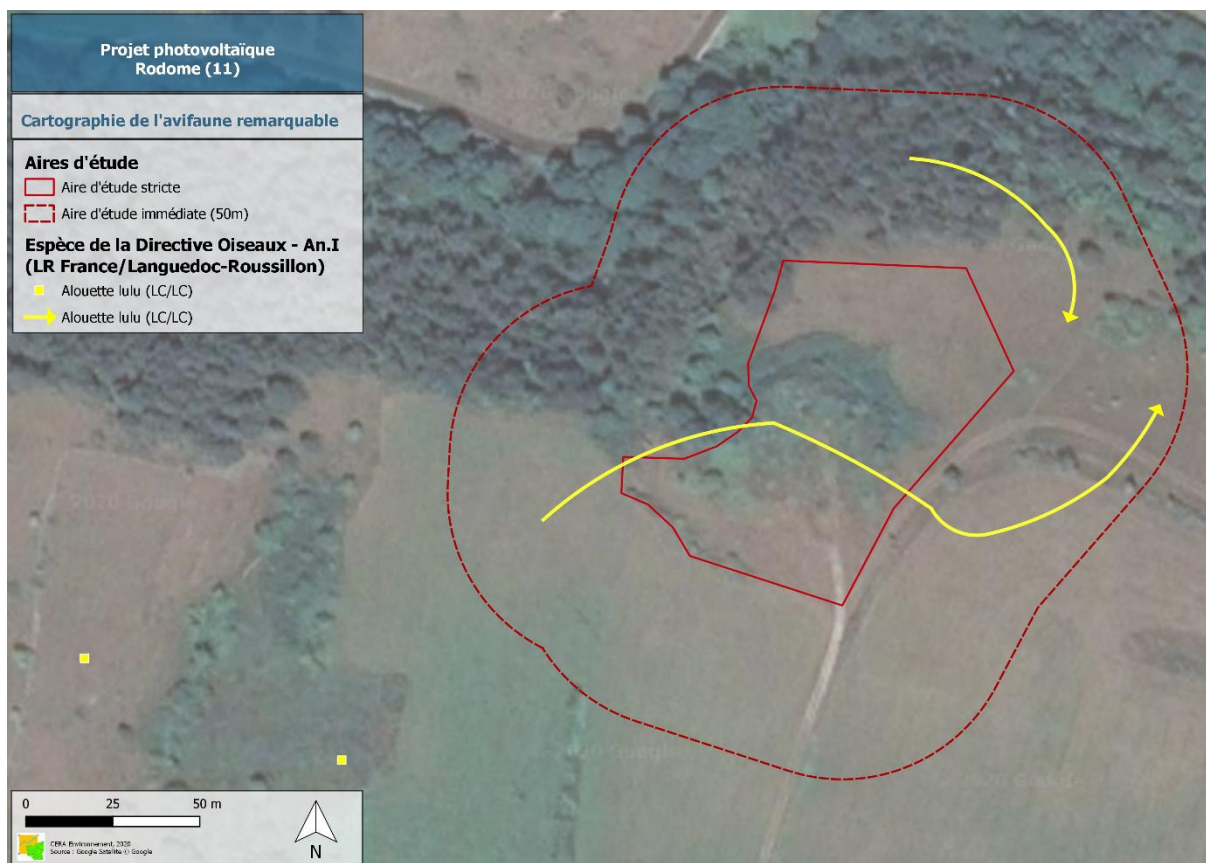 Projet photovoltaïque
Rodome (11)
Cartographie de l'avifaune remarquable
Aires d'étude
Aire d'étude stricte
Aire d'étude immédiate (50m)
Espèce de la Directive Oiseaux - An.I
(LR France/Languedoc-Roussillon)
Alouette lulu (LC/LC)
Alouette lulu (LC/LC)
0 25 50 m
N
CERA Environnement, 2020
Source : Google Satellite © Google
2020 Google
2020 Google
© 2020 Google